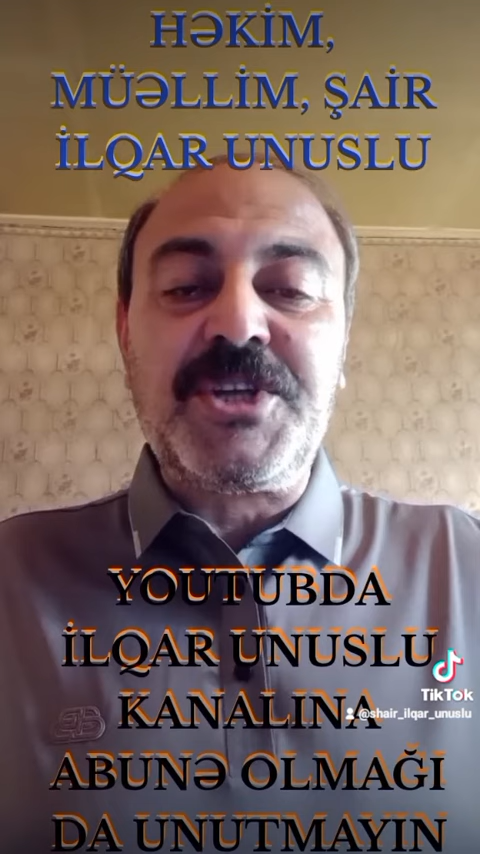 HƏKİM,
MÜƏLLİM, ŞAİR
İLQAR UNUSLU
YOUTUBDA
İLQAR UNUSLU
TikTok
KANALINA
@shair_ilqar_unuslu
ABUNƏ OLMAĞI
DA UNUTMAYIN